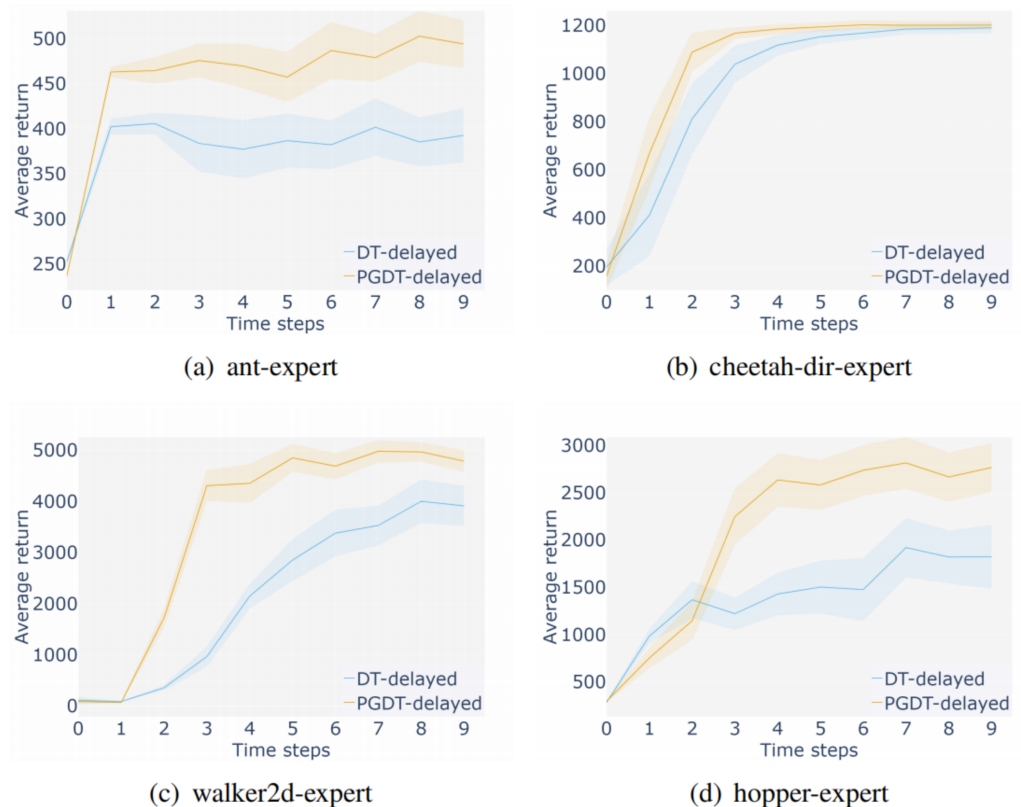 500
450
400
350
300
250
Average return
DT-delayed
PGDT-delayed
0 1 2 3 4 5 6 7 8 9
Time steps
(a) ant-expert
1200
1000
800
600
400
200
Average return
DT-delayed
PGDT-delayed
0 1 2 3 4 5 6 7 8 9
Time steps
(b) cheetah-dir-expert
5000
4000
3000
2000
1000
0
Average return
DT-delayed
PGDT-delayed
0 1 2 3 4 5 6 7 8 9
Time steps
(c) walker2d-expert
3000
2500
2000
1500
1000
500
Average return
DT-delayed
PGDT-delayed
0 1 2 3 4 5 6 7 8 9
Time steps
(d) hopper-expert